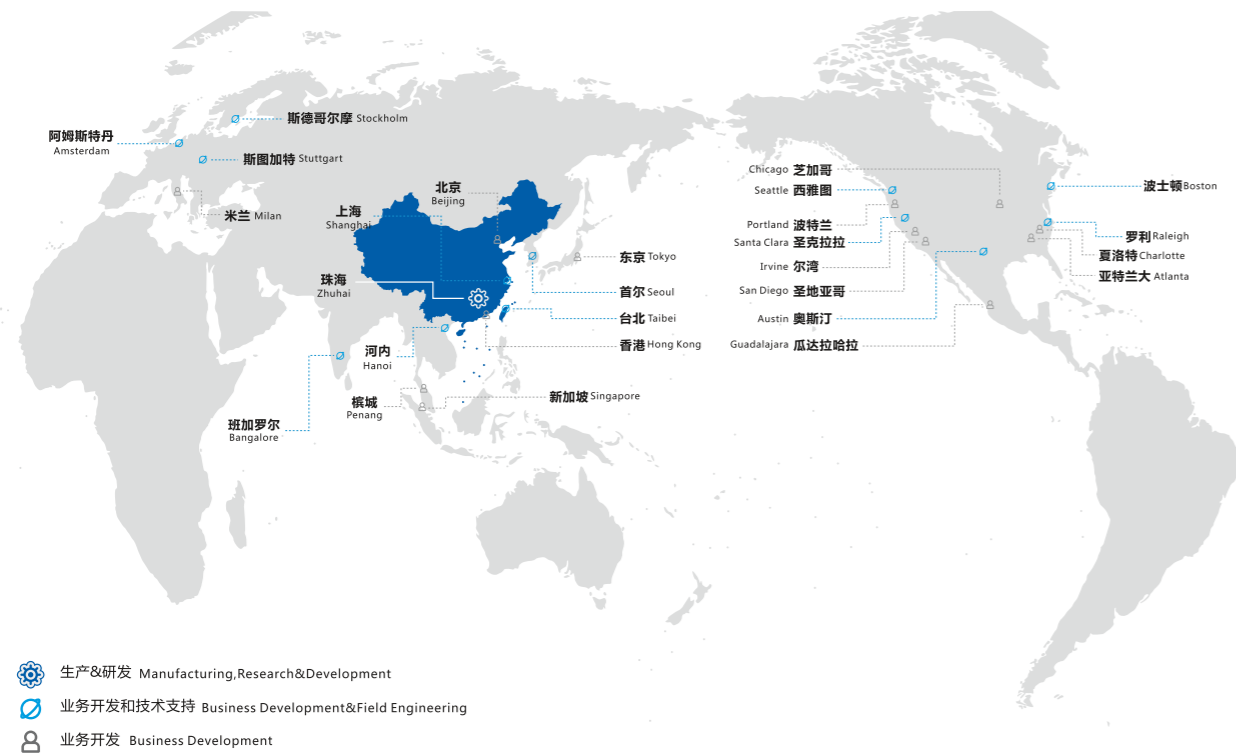 斯德哥尔摩 Stockholm
阿姆斯特丹
Amsterdam
斯图加特 Stuttgart
米兰 Milan
北京
Beijing
上海
Shanghai
珠海
Zhuhai
东京 Tokyo
首尔 Seoul
台北 Taibei
香港 Hong Kong
河内
Hanoi
槟城
Penang
新加坡 Singapore
班加罗尔
Bangalore
Chicago 芝加哥
Seattle 西雅图
Portland 波特兰
Santa Clara 圣克拉拉
Irvine 尔湾
San Diego 圣地亚哥
Austin 奥斯汀
Guadalajara 瓜达拉哈拉
波士顿 Boston
罗利 Raleigh
夏洛特 Charlotte
亚特兰大 Atlanta
生产&研发 Manufacturing,Research&Development
业务开发和技术支持 Business Development&Field Engineering
业务开发 Business Development